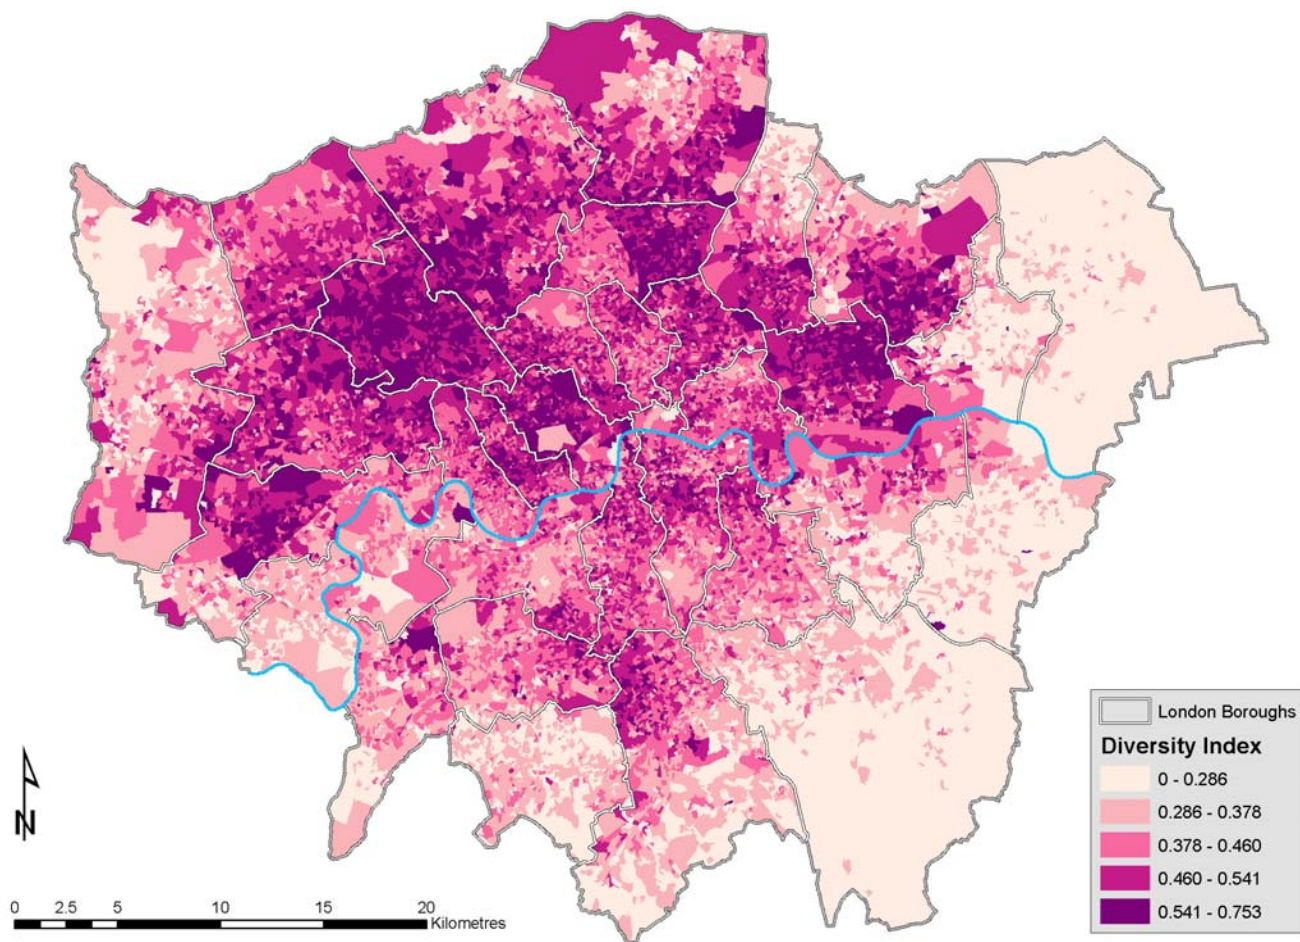 N
0 2.5 5 10 15 20
Kilometres
London Boroughs
Diversity Index
0 - 0.286
0.286 - 0.378
0.378 - 0.460
0.460 - 0.541
0.541 - 0.753